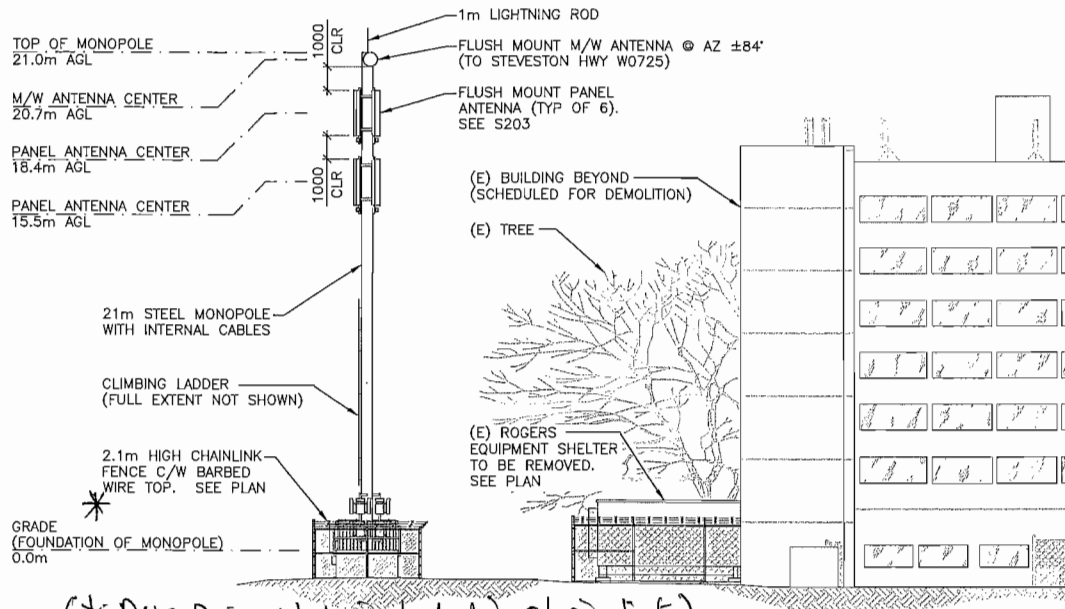 1m LIGHTNING ROD
TOP OF MONOPOLE
21.0m AGL
1000
CLR
FLUSH MOUNT M/W ANTENNA @ AZ ±84°
(TO STEVESTON HWY W0725)
M/W ANTENNA CENTER
20.7m AGL
FLUSH MOUNT PANEL
ANTENNA (TYP OF 6).
SEE S203
PANEL ANTENNA CENTER
18.4m AGL
PANEL ANTENNA CENTER
15.5m AGL
1000
CLR
(E) BUILDING BEYOND
(SCHEDULED FOR DEMOLITION)
(E) TREE
21m STEEL MONOPOLE
WITH INTERNAL CABLES
CLIMBING LADDER
(FULL EXTENT NOT SHOWN)
(E) ROGERS
EQUIPMENT SHELTER
TO BE REMOVED.
SEE PLAN
2.1m HIGH CHAINLINK
FENCE C/W BARBED
WIRE TOP. SEE PLAN
GRADE
(FOUNDATION OF MONOPOLE)
0.0m